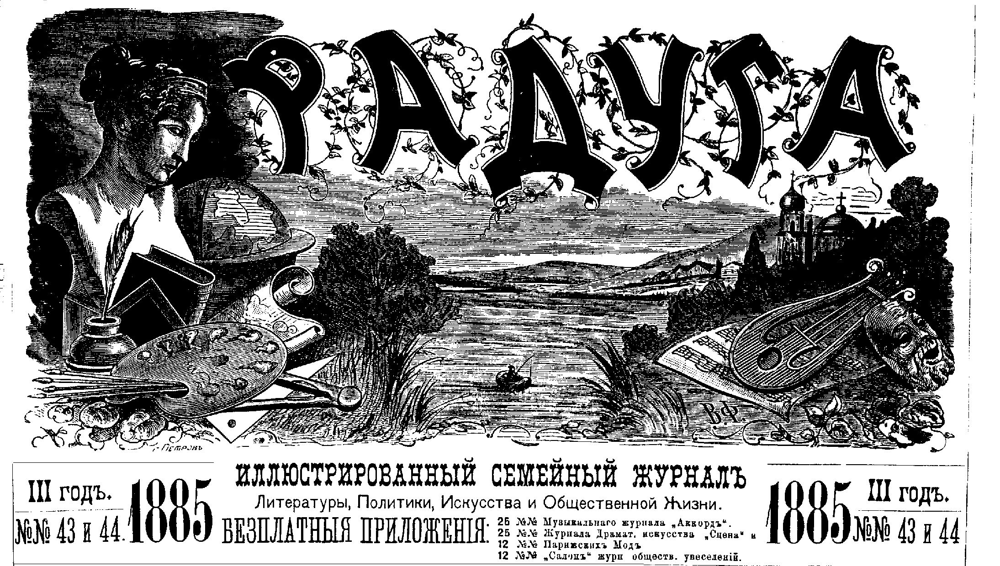 РАДУГА
В.Ф.
Г. Петровъ
ИЛЛЮСТРИРОВАННЫЙ СЕМЕЙНЫЙ ЖУРНАЛЪ
Литературы, Политики, Искусства и Общественной Жизни.
III годъ.
№№ 43 и 44.
1885
БЕЗПЛАТНЫЯ ПРИЛОЖЕНІЯ:
25 №№ Музыкальнаго журнала „Аккордъ“.
25 №№ Журнала Драмат. искусства „Сцена“ и
12 №№ Парижскихъ Модъ
12 №№ „Салонъ“ журн обществ. увеселеній.
1885
III годъ.
№№ 43 и 44